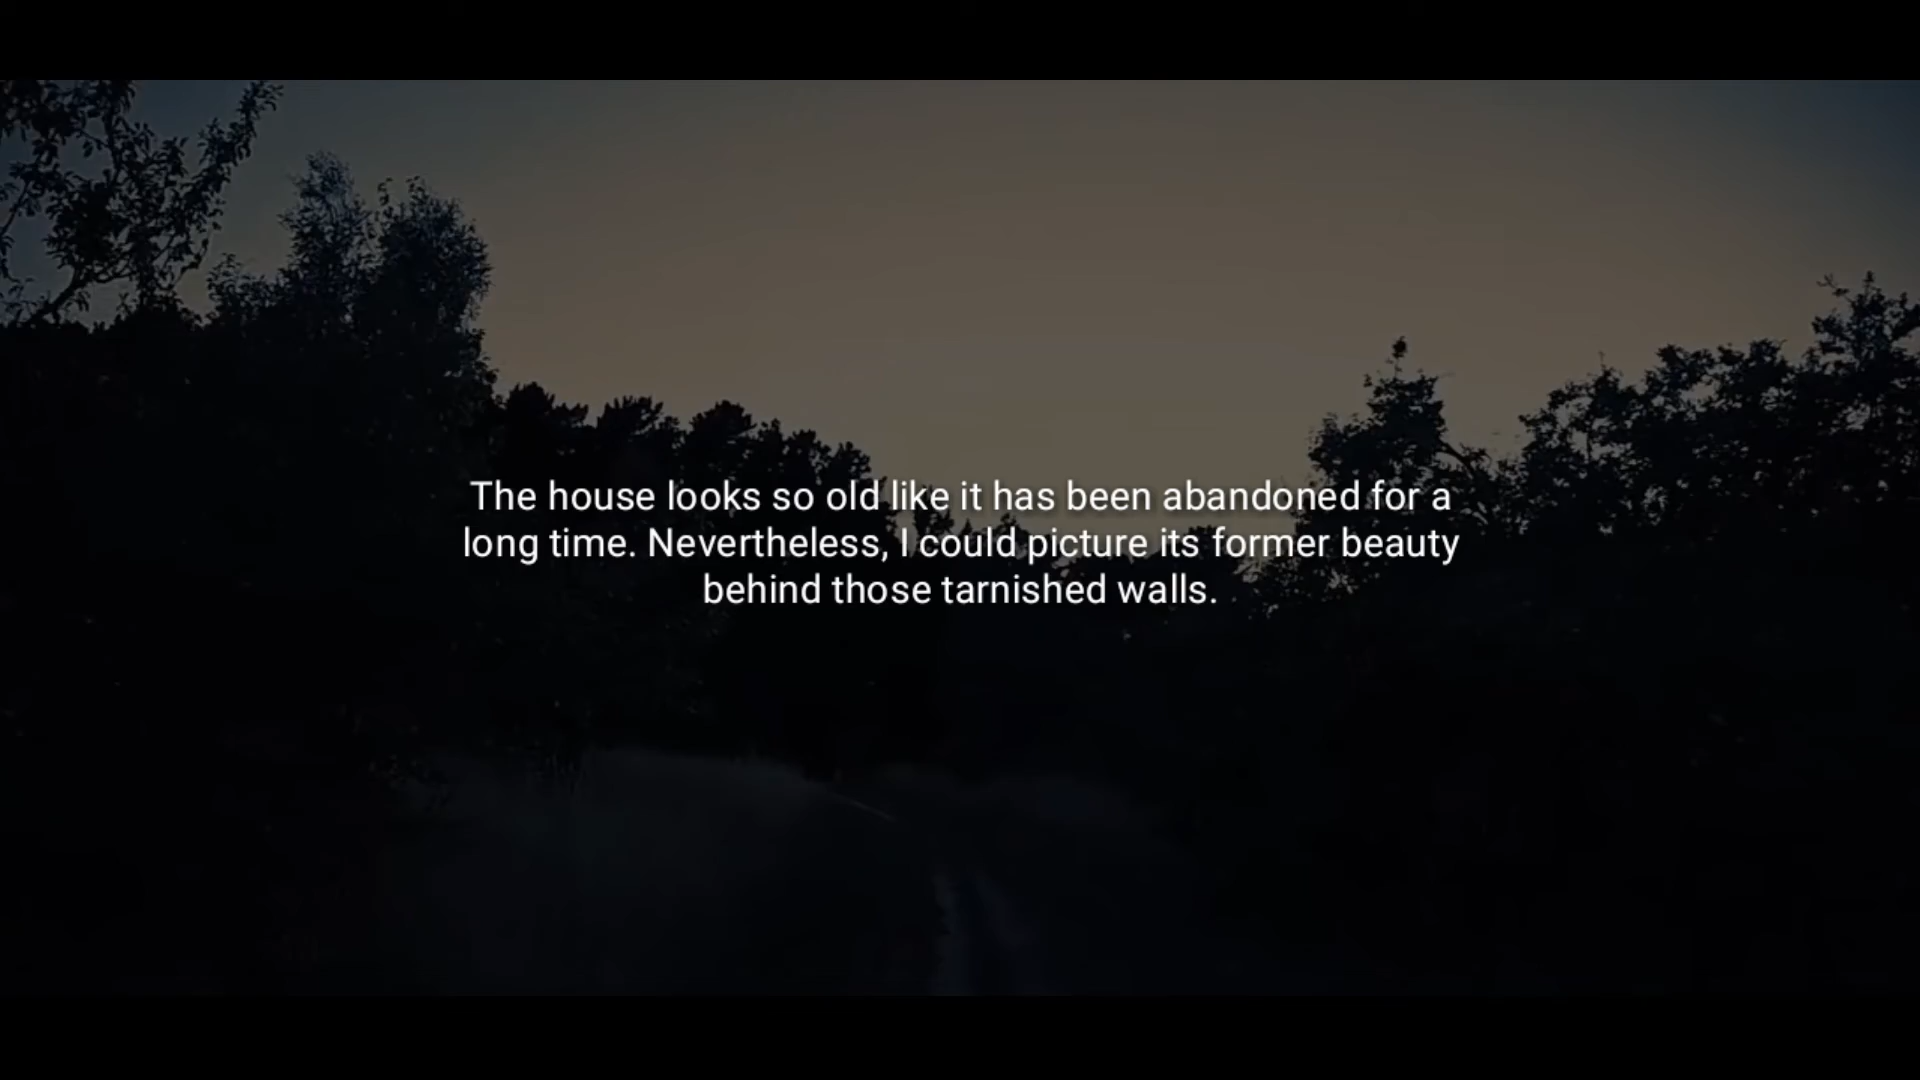 The house looks so old like it has been abandoned for a
long time. Nevertheless, I could picture its former beauty
behind those tarnished walls.